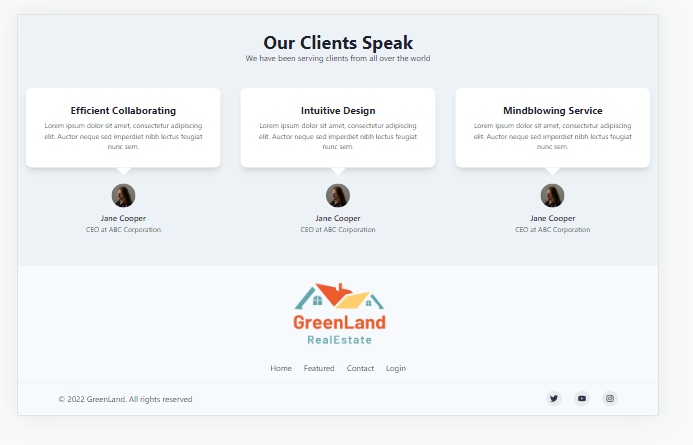 Our Clients Speak
We have been serving clients from all over the world
Efficient Collaborating
Lorem ipsum dolor sit amet, consectetur adipiscing
elit. Auctor neque sed imperdiet nibh lectus feugiat
nunc sem.
Jane Cooper
CEO at ABC Corporation
Intuitive Design
Lorem ipsum dolor sit amet, consectetur adipiscing
elit. Auctor neque sed imperdiet nibh lectus feugiat
nunc sem.
Jane Cooper
CEO at ABC Corporation
Mindblowing Service
Lorem ipsum dolor sit amet, consectetur adipiscing
elit. Auctor neque sed imperdiet nibh lectus feugiat
nunc sem.
Jane Cooper
CEO at ABC Corporation
GreenLand
RealEstate
Home Featured Contact Login
© 2022 GreenLand. All rights reserved